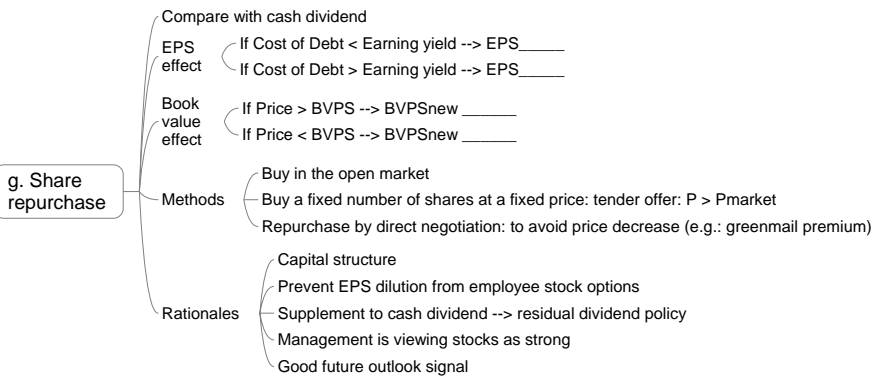 g. Share
repurchase
Compare with cash dividend
EPS
effect
If Cost of Debt < Earning yield --> EPS_____
If Cost of Debt > Earning yield --> EPS_____
Book
value
effect
If Price > BVPS --> BVPSnew ______
If Price < BVPS --> BVPSnew ______
Methods
Buy in the open market
Buy a fixed number of shares at a fixed price: tender offer: P > Pmarket
Repurchase by direct negotiation: to avoid price decrease (e.g.: greenmail premium)
Rationales
Capital structure
Prevent EPS dilution from employee stock options
Supplement to cash dividend --> residual dividend policy
Management is viewing stocks as strong
Good future outlook signal